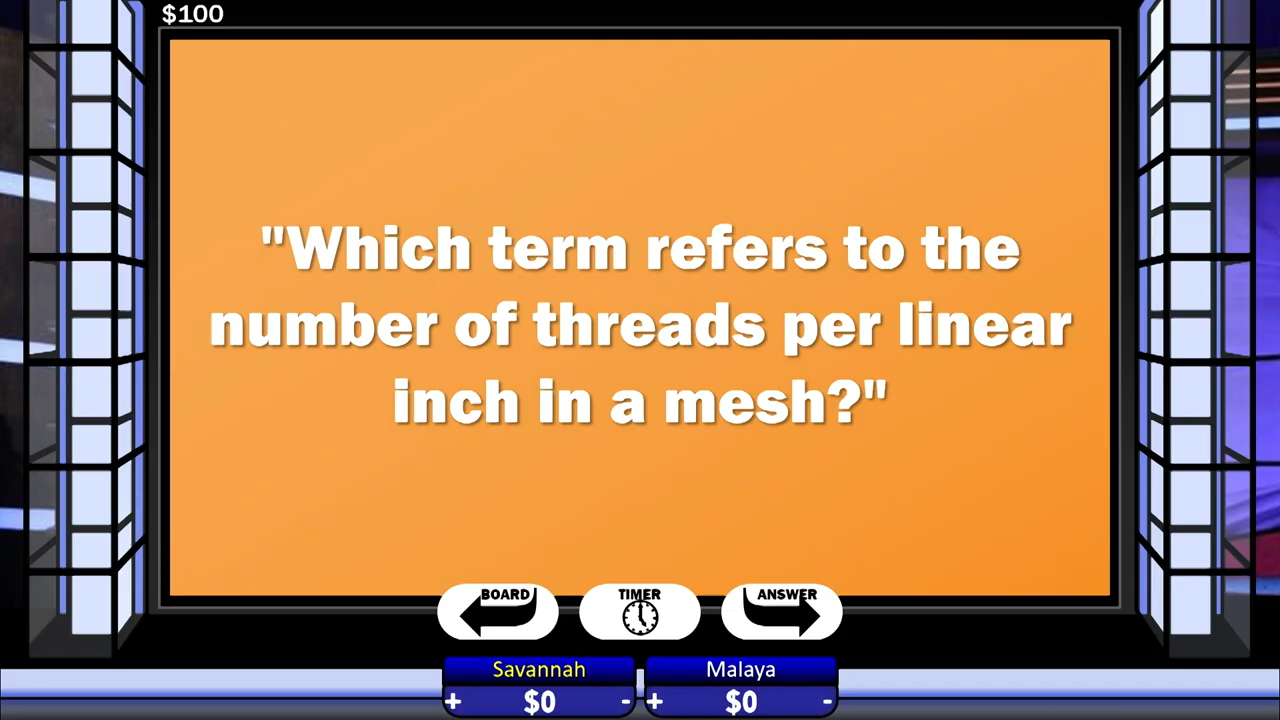 $100
"Which term refers to the
number of threads per linear
inch in a mesh?"
BOARD
TIMER
ANSWER
Savannah
Malaya
+ $0 -
+ $0 -